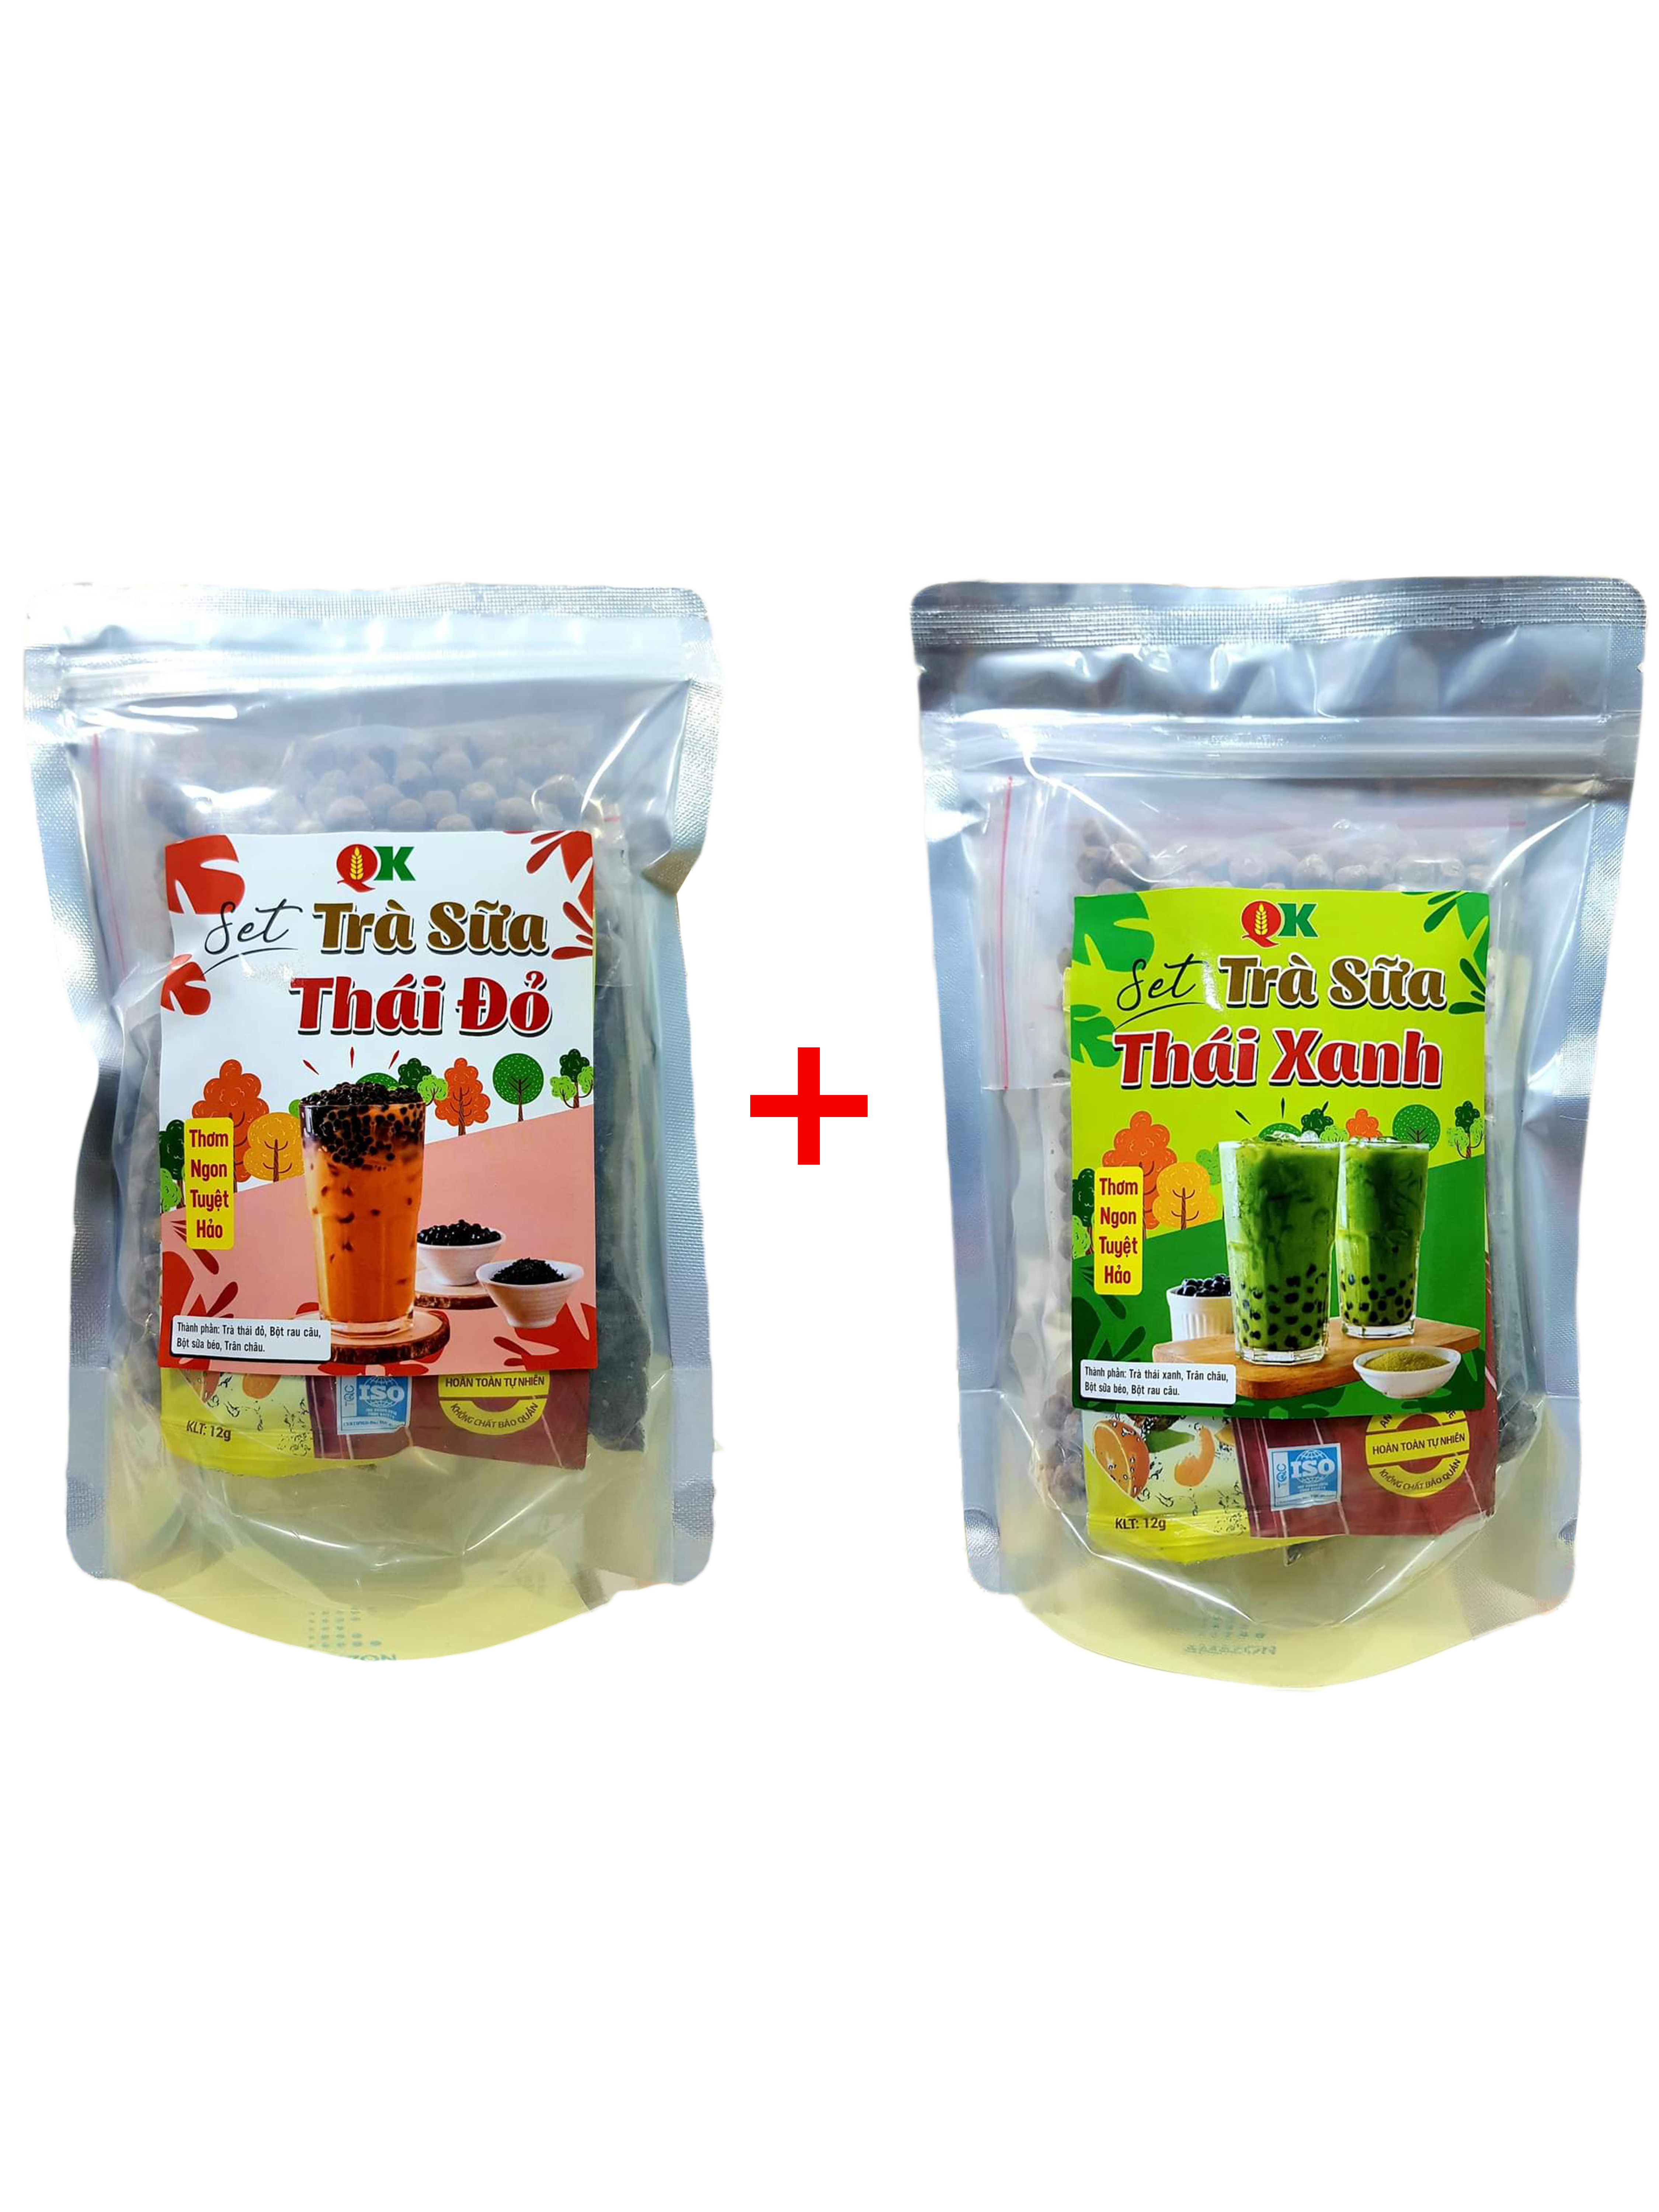 QK
Set Trà Sữa
Thái Đỏ
Thơm
Ngon
Tuyệt
Hảo
Thành phần: Trà thái đỏ, Bột rau câu,
Bột sữa béo, Trân châu.
HOÀN TOÀN TỰ NHIÊN
KHÔNG CHẤT BẢO QUẢN
TQC
ISO
KLT: 12g
+
QK
Set Trà Sữa
Thái Xanh
Thơm
Ngon
Tuyệt
Hảo
Thành phần: Trà thái xanh, Trân châu,
Bột sữa béo, Bột rau câu.
HOÀN TOÀN TỰ NHIÊN
KHÔNG CHẤT BẢO QUẢN
TQC
ISO
KLT: 12g
AMAZON